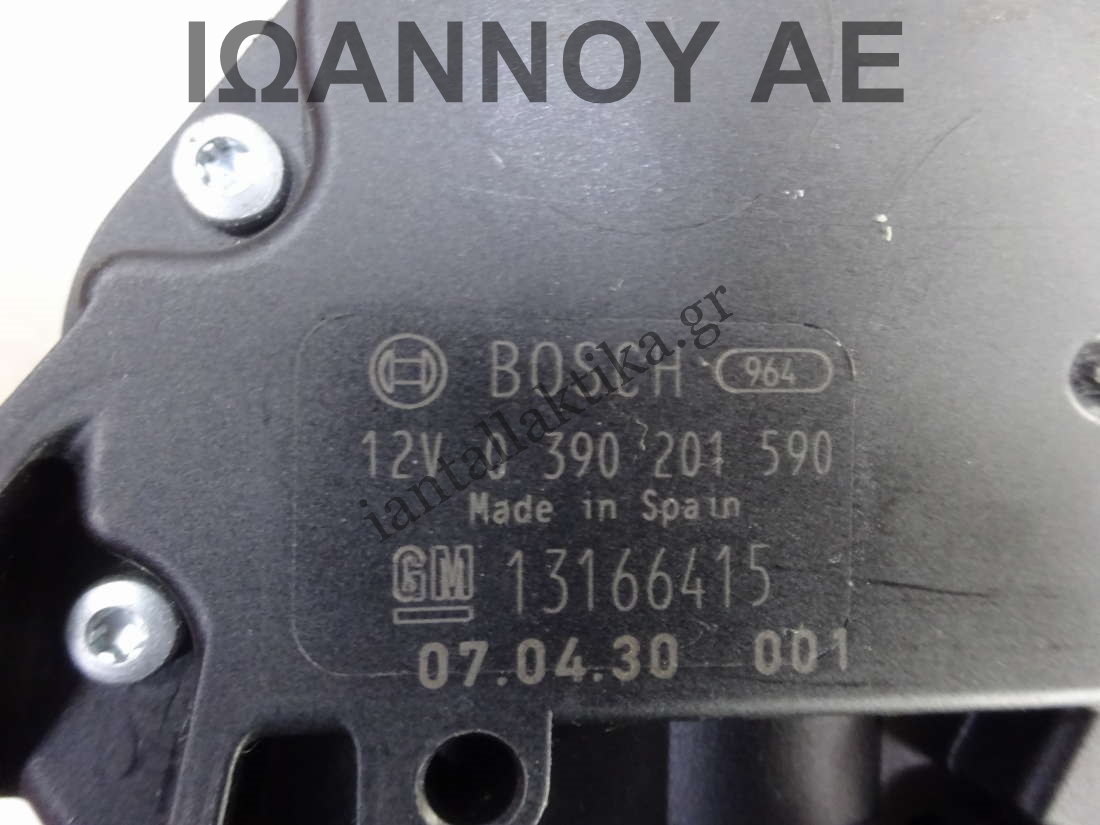 ΙΩΑΝΝΟΥ ΑΕ
iantallaktika.gr
BOSCH 964
12V 0 390 201 590
Made in Spain
GM 13166415
07.04.30 001